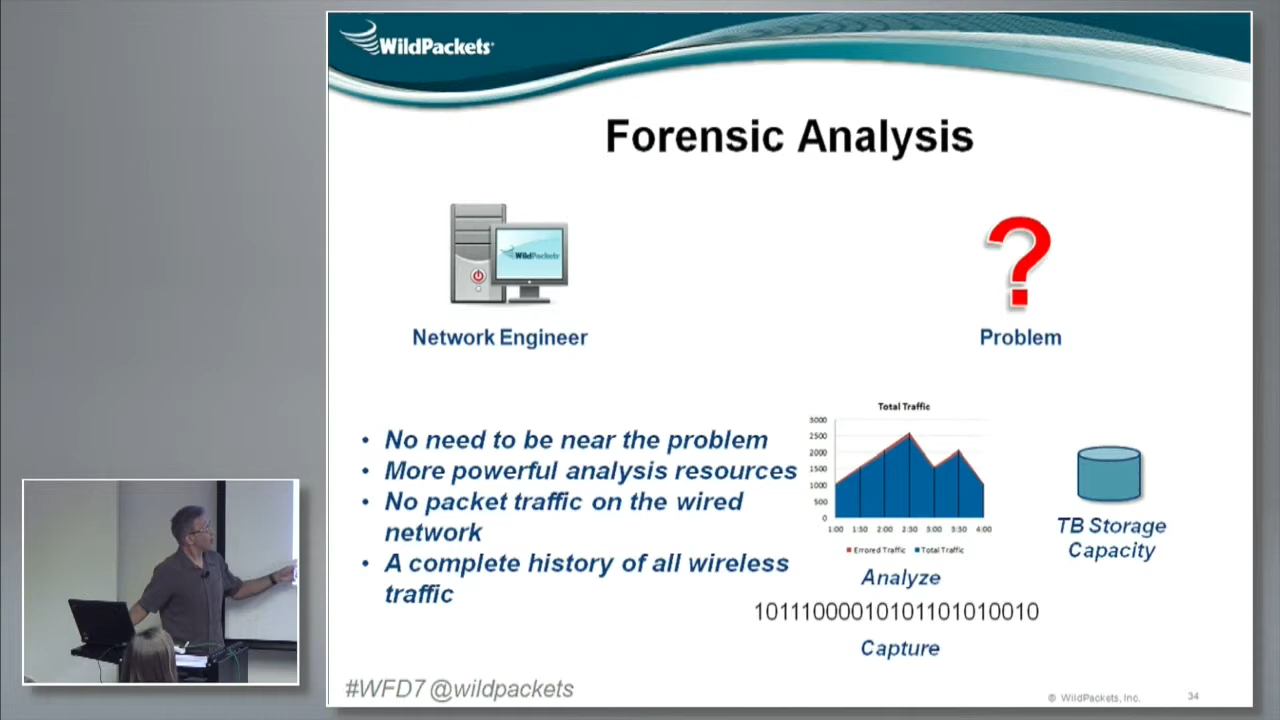 WildPackets
Forensic Analysis
WildPackets
Network Engineer
Problem
• No need to be near the problem
• More powerful analysis resources
• No packet traffic on the wired
network
• A complete history of all wireless
traffic
Total Traffic
3000
2500
2000
1500
1000
500
0
1:00 1:30 2:00 2:30 3:00 3:30 4:00
Errored Traffic Total Traffic
Analyze
TB Storage
Capacity
10111000010101101010010
Capture
#WFD7 @wildpackets
© WildPackets, Inc.
34